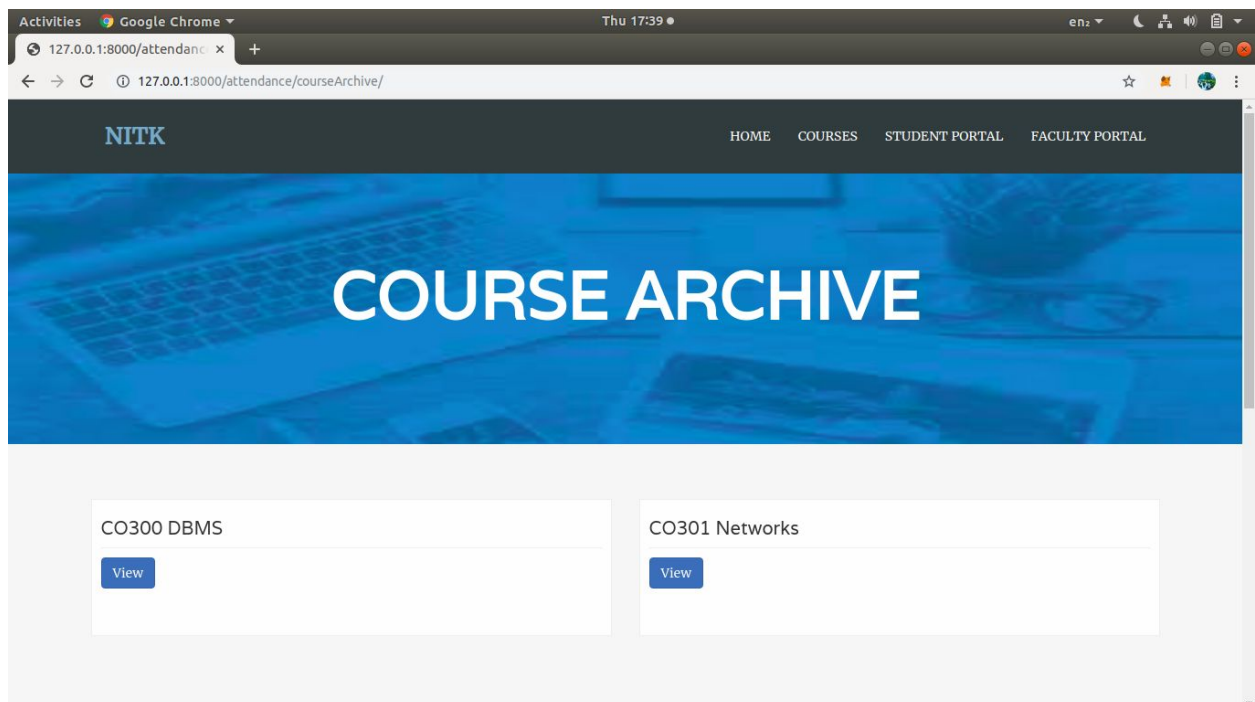 Activities Google Chrome Thu 17:39 en₂
127.0.0.1:8000/attendanc
127.0.0.1:8000/attendance/courseArchive/
NITK HOME COURSES STUDENT PORTAL FACULTY PORTAL
COURSE ARCHIVE
CO300 DBMS
View
CO301 Networks
View